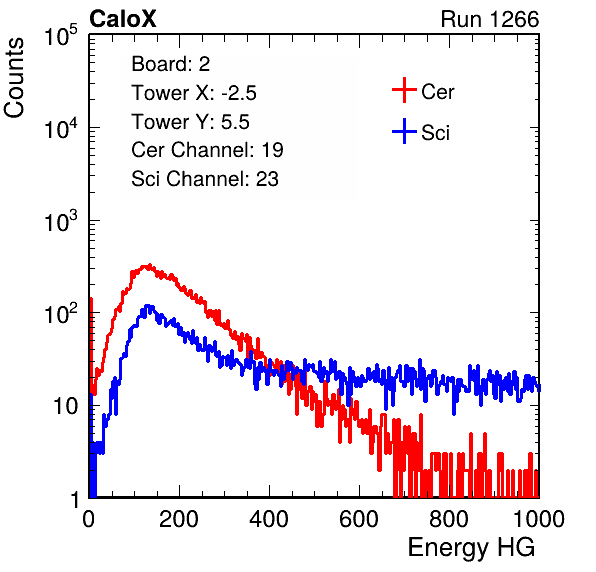 CaloX Run 1266
Counts
Board: 2
Tower X: -2.5
Tower Y: 5.5
Cer Channel: 19
Sci Channel: 23
Cer
Sci
10^5
10^4
10^3
10^2
10
1
0 200 400 600 800 1000
Energy HG